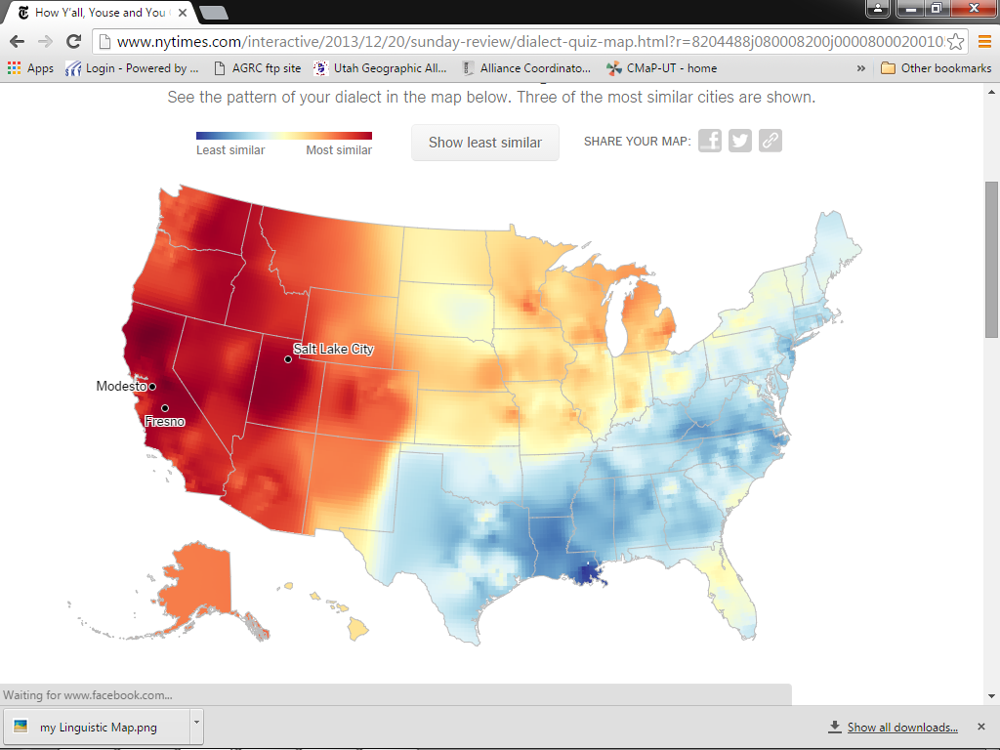 How Y'all, Youse and You
www.nytimes.com/interactive/2013/12/20/sunday-review/dialect-quiz-map.html?r=8204488j080008200j0000800020010
Apps Login - Powered by ... AGRC ftp site Utah Geographic All... Alliance Coordinato... CMaP-UT - home » Other bookmarks
See the pattern of your dialect in the map below. Three of the most similar cities are shown.
Least similar Most similar
Show least similar
SHARE YOUR MAP:
Salt Lake City
Modesto
Fresno
Waiting for www.facebook.com...
my Linguistic Map.png
Show all downloads...